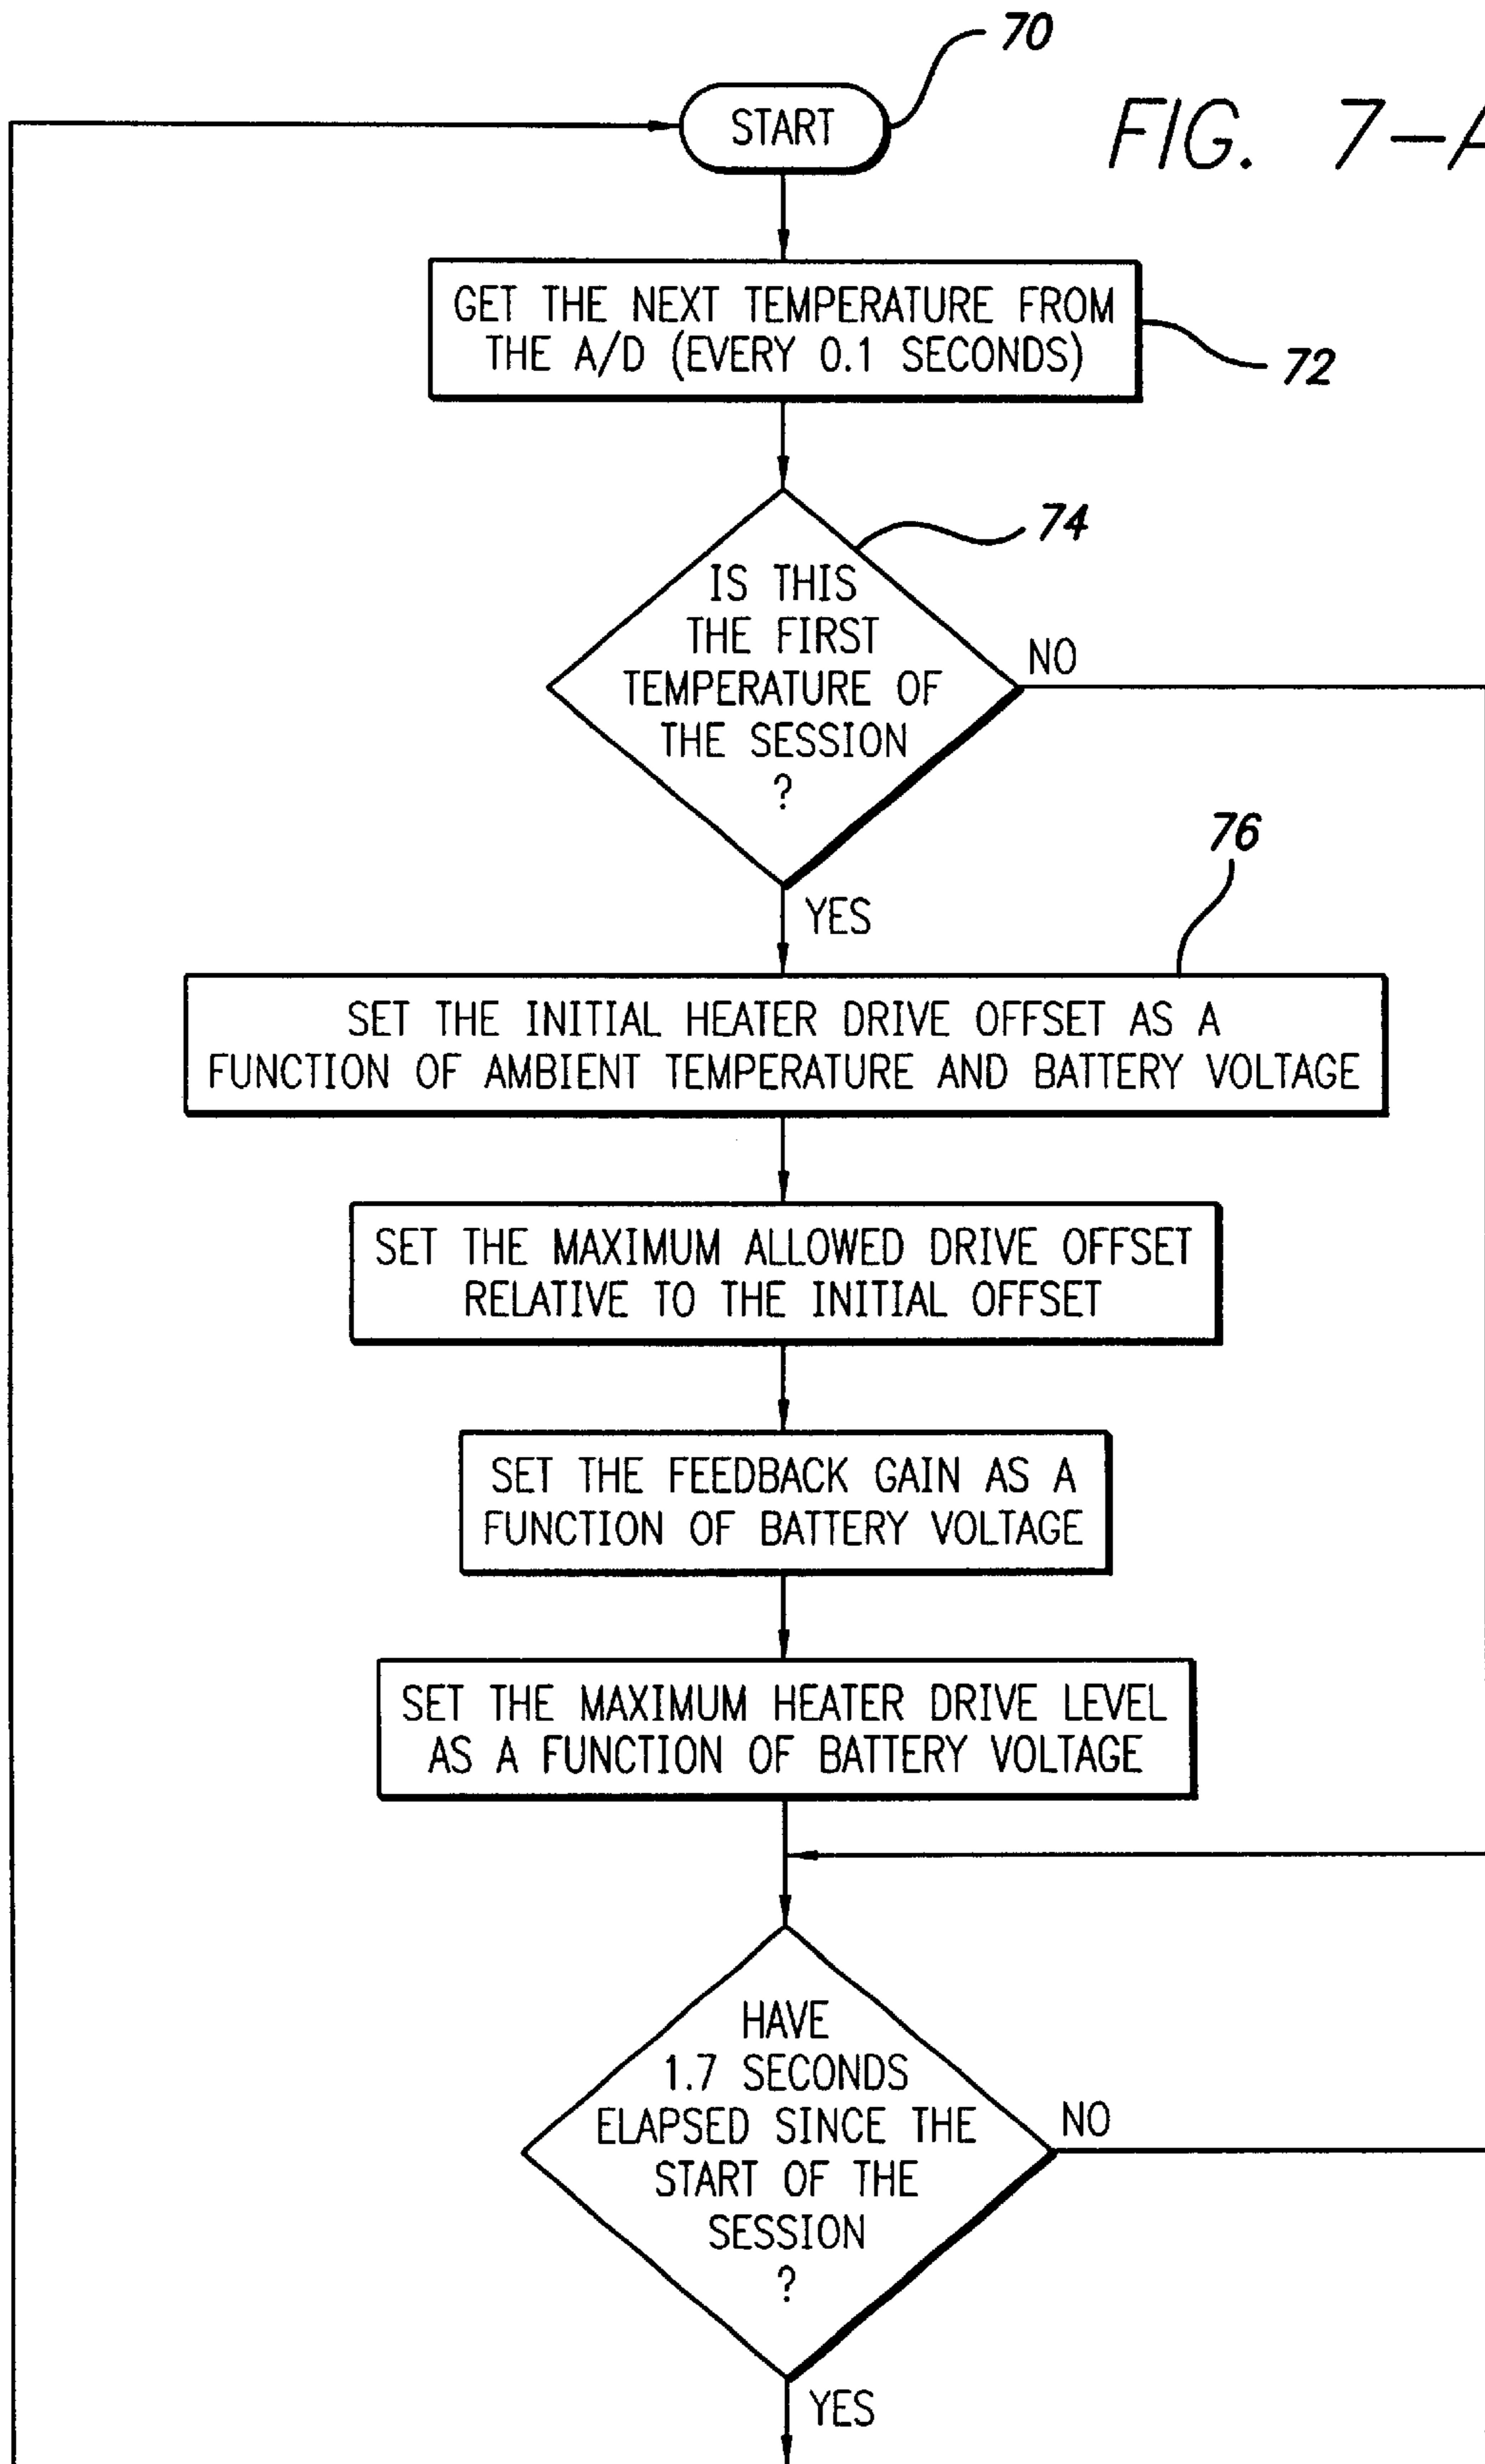 70
START
FIG. 7-A
GET THE NEXT TEMPERATURE FROM
THE A/D (EVERY 0.1 SECONDS)
72
74
IS THIS
THE FIRST
TEMPERATURE OF
THE SESSION
?
NO
76
YES
SET THE INITIAL HEATER DRIVE OFFSET AS A
FUNCTION OF AMBIENT TEMPERATURE AND BATTERY VOLTAGE
SET THE MAXIMUM ALLOWED DRIVE OFFSET
RELATIVE TO THE INITIAL OFFSET
SET THE FEEDBACK GAIN AS A
FUNCTION OF BATTERY VOLTAGE
SET THE MAXIMUM HEATER DRIVE LEVEL
AS A FUNCTION OF BATTERY VOLTAGE
HAVE
1.7 SECONDS
ELAPSED SINCE THE
START OF THE
SESSION
?
NO
YES